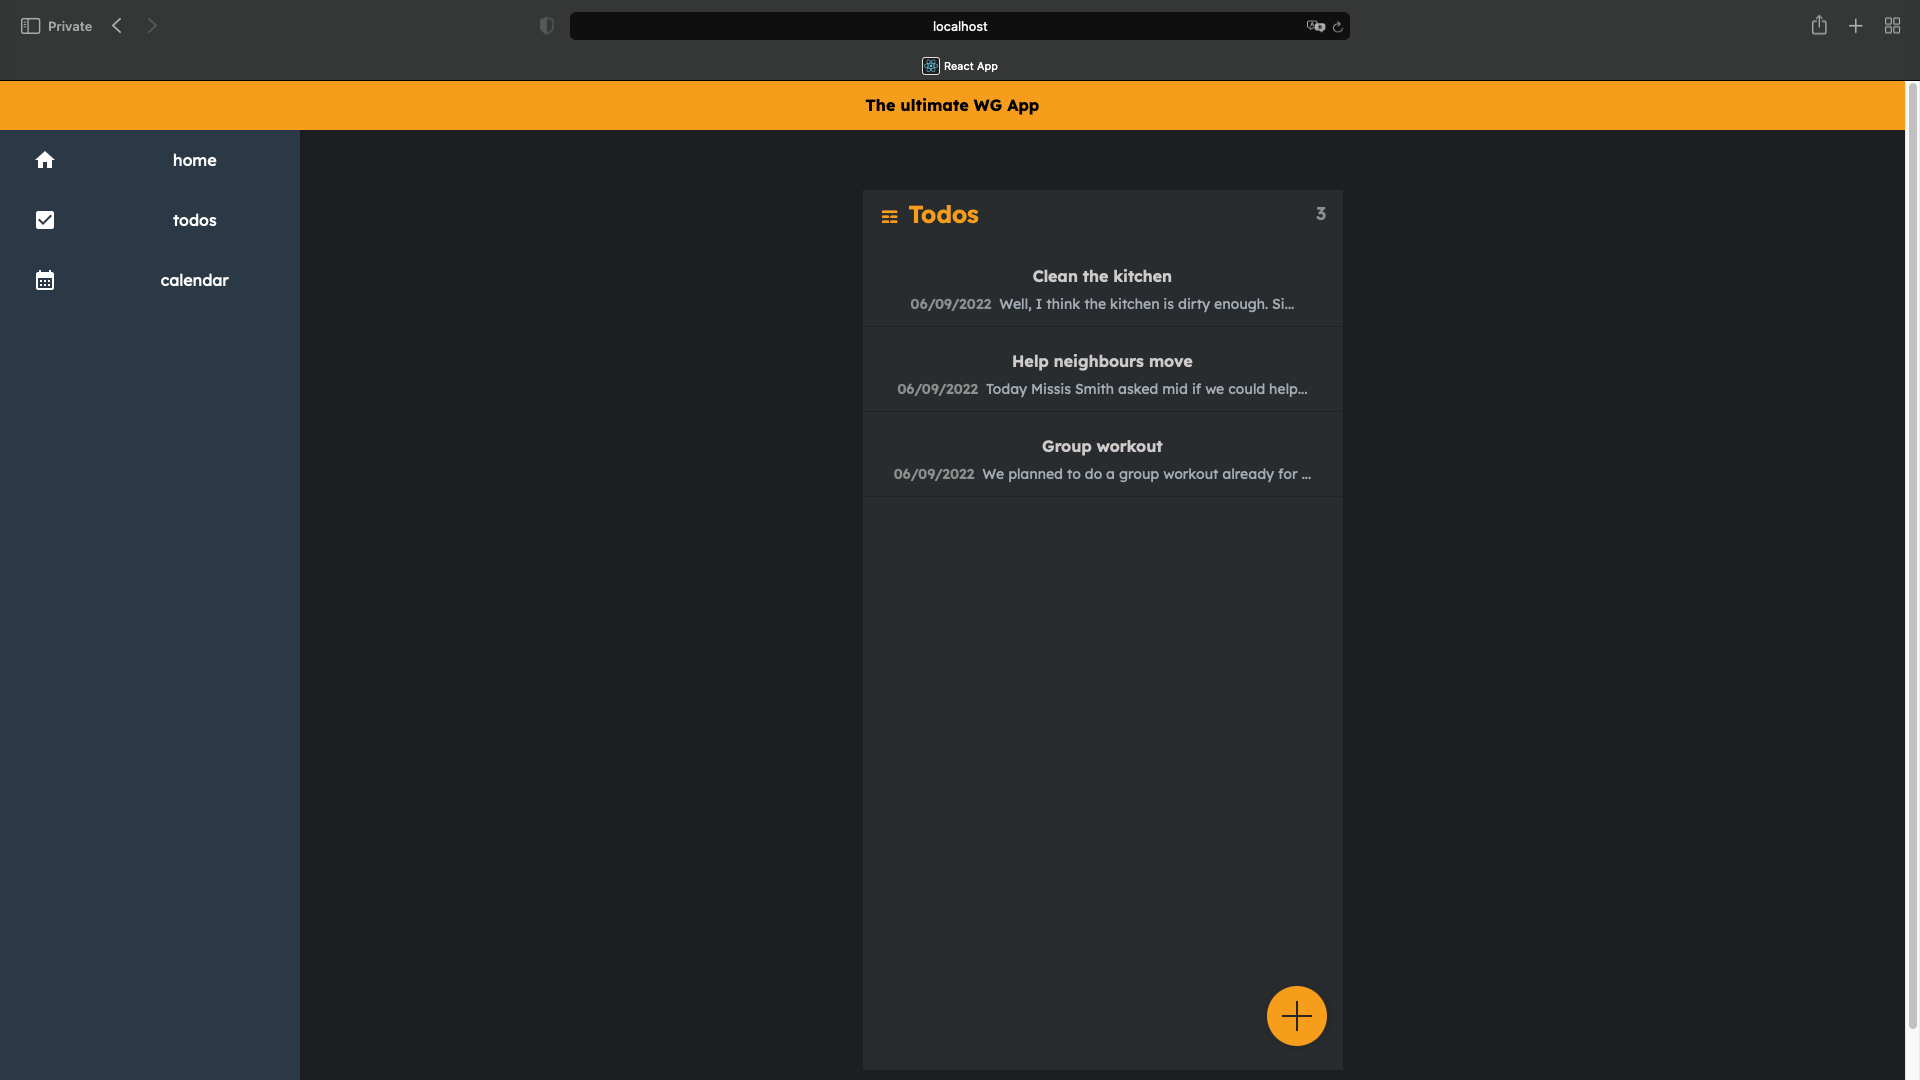 Private
localhost
React App
The ultimate WG App
home
todos
calendar
Todos 3
Clean the kitchen
06/09/2022 Well, I think the kitchen is dirty enough. Si...
Help neighbours move
06/09/2022 Today Missis Smith asked mid if we could help...
Group workout
06/09/2022 We planned to do a group workout already for ...